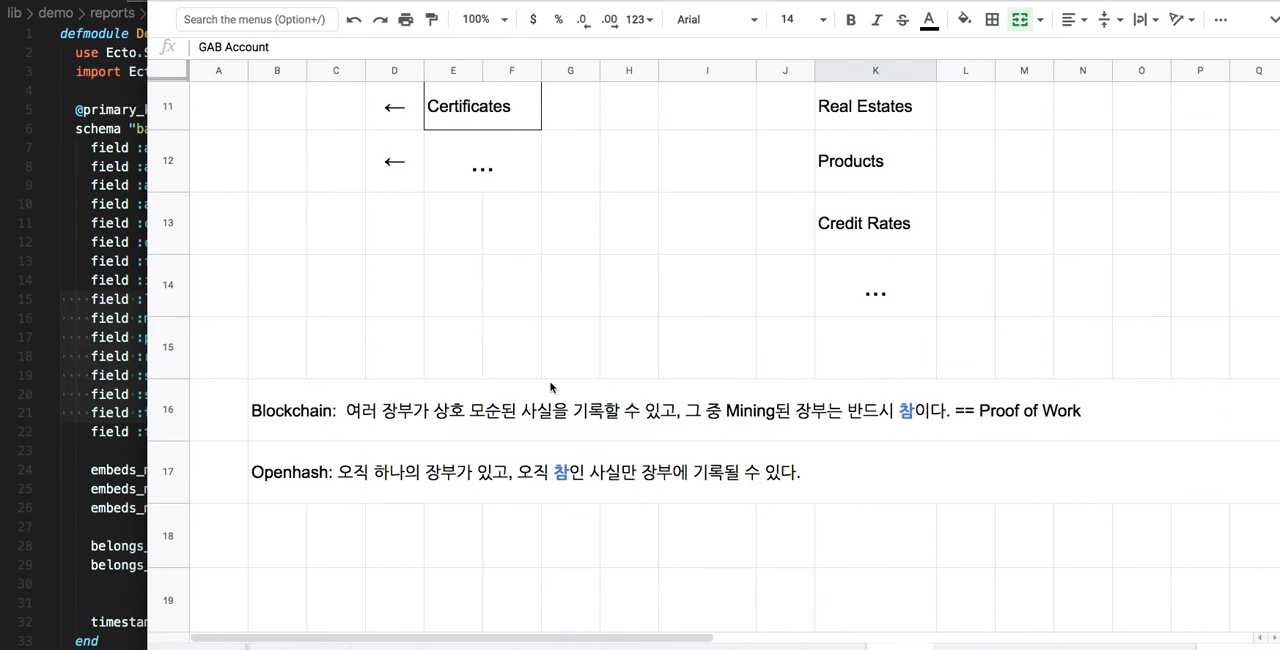 lib > demo > reports
Search the menus (Option+/)
100%
$
%
.0
.00
123
Arial
14
B
I
S
A
fx
GAB Account
A
B
C
D
E
F
G
H
I
J
K
L
M
N
O
P
Q
1
defmodule
2
use Ecto.
3
import
4
5
6
schema
7
field
8
field
9
field
10
field
11
field
12
field
13
field
14
field
15
field
16
field
17
field
18
field
19
field
20
field
21
field
22
field
23
24
25
26
27
28
29
30
31
32
33
end
11
← Certificates
Real Estates
12
← ...
Products
13
Credit Rates
14
...
15
16
Blockchain: 여러 장부가 상호 모순된 사실을 기록할 수 있고, 그 중 Mining된 장부는 반드시 참이다. == Proof of Work
17
Openhash: 오직 하나의 장부가 있고, 오직 참인 사실만 장부에 기록될 수 있다.
18
19